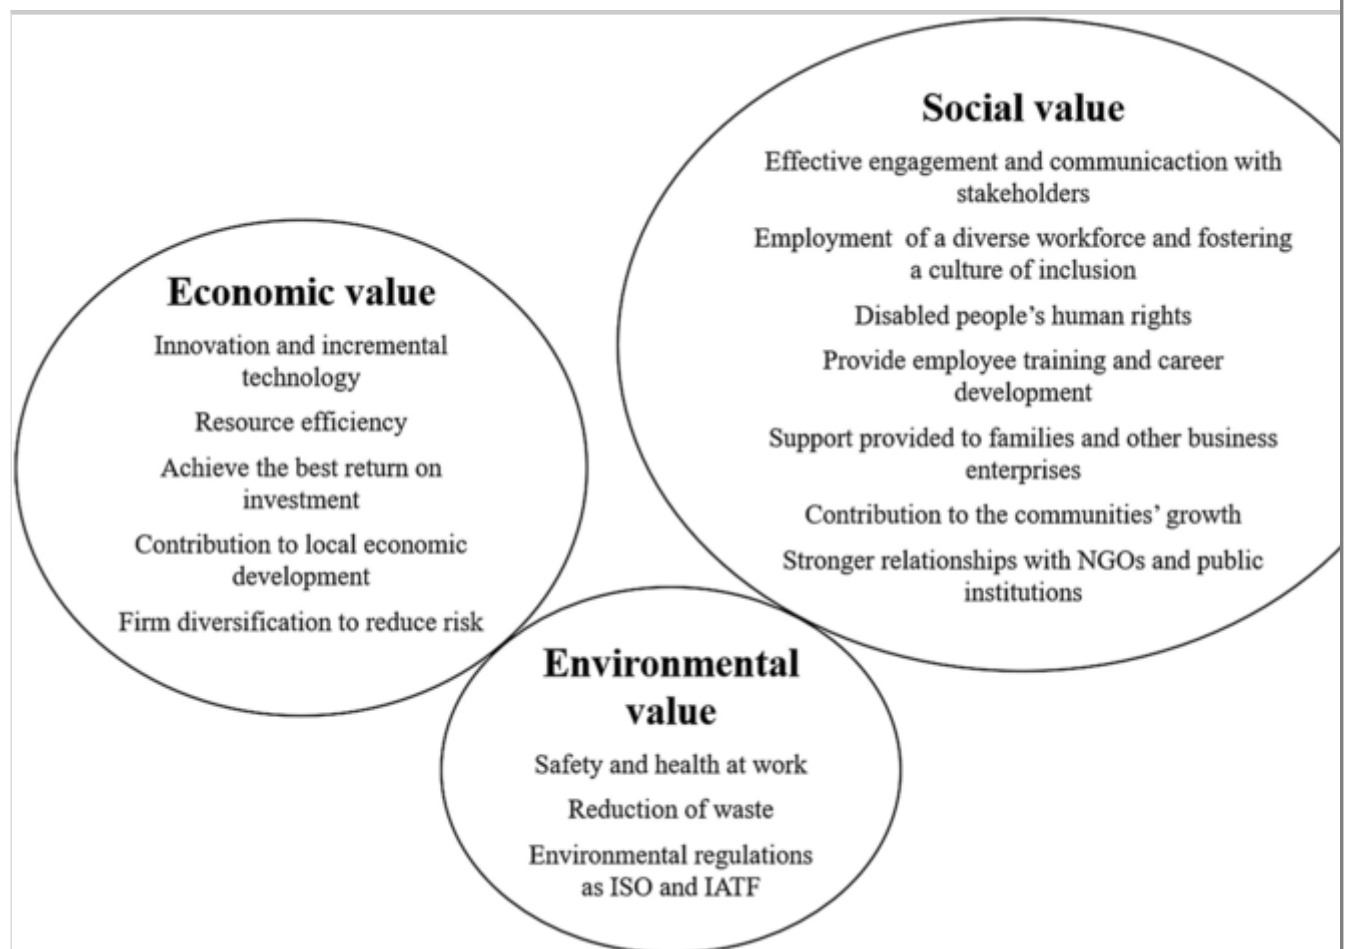 Social value
Effective engagement and communicaction with
stakeholders
Employment of a diverse workforce and fostering
a culture of inclusion
Disabled people's human rights
Provide employee training and career
development
Support provided to families and other business
enterprises
Contribution to the communities' growth
Stronger relationships with NGOs and public
institutions
Economic value
Innovation and incremental
technology
Resource efficiency
Achieve the best return on
investment
Contribution to local economic
development
Firm diversification to reduce risk
Environmental
value
Safety and health at work
Reduction of waste
Environmental regulations
as ISO and IATF